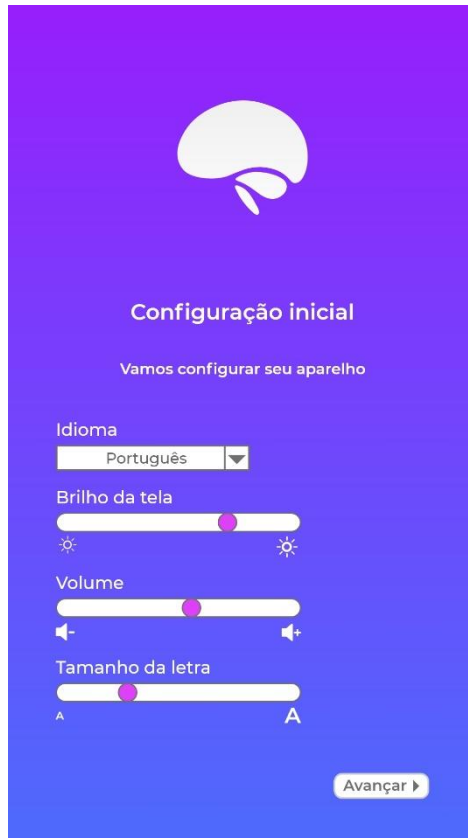 Configuração inicial
Vamos configurar seu aparelho
Idioma
Português
Brilho da tela
Volume
- +
Tamanho da letra
A A
Avançar